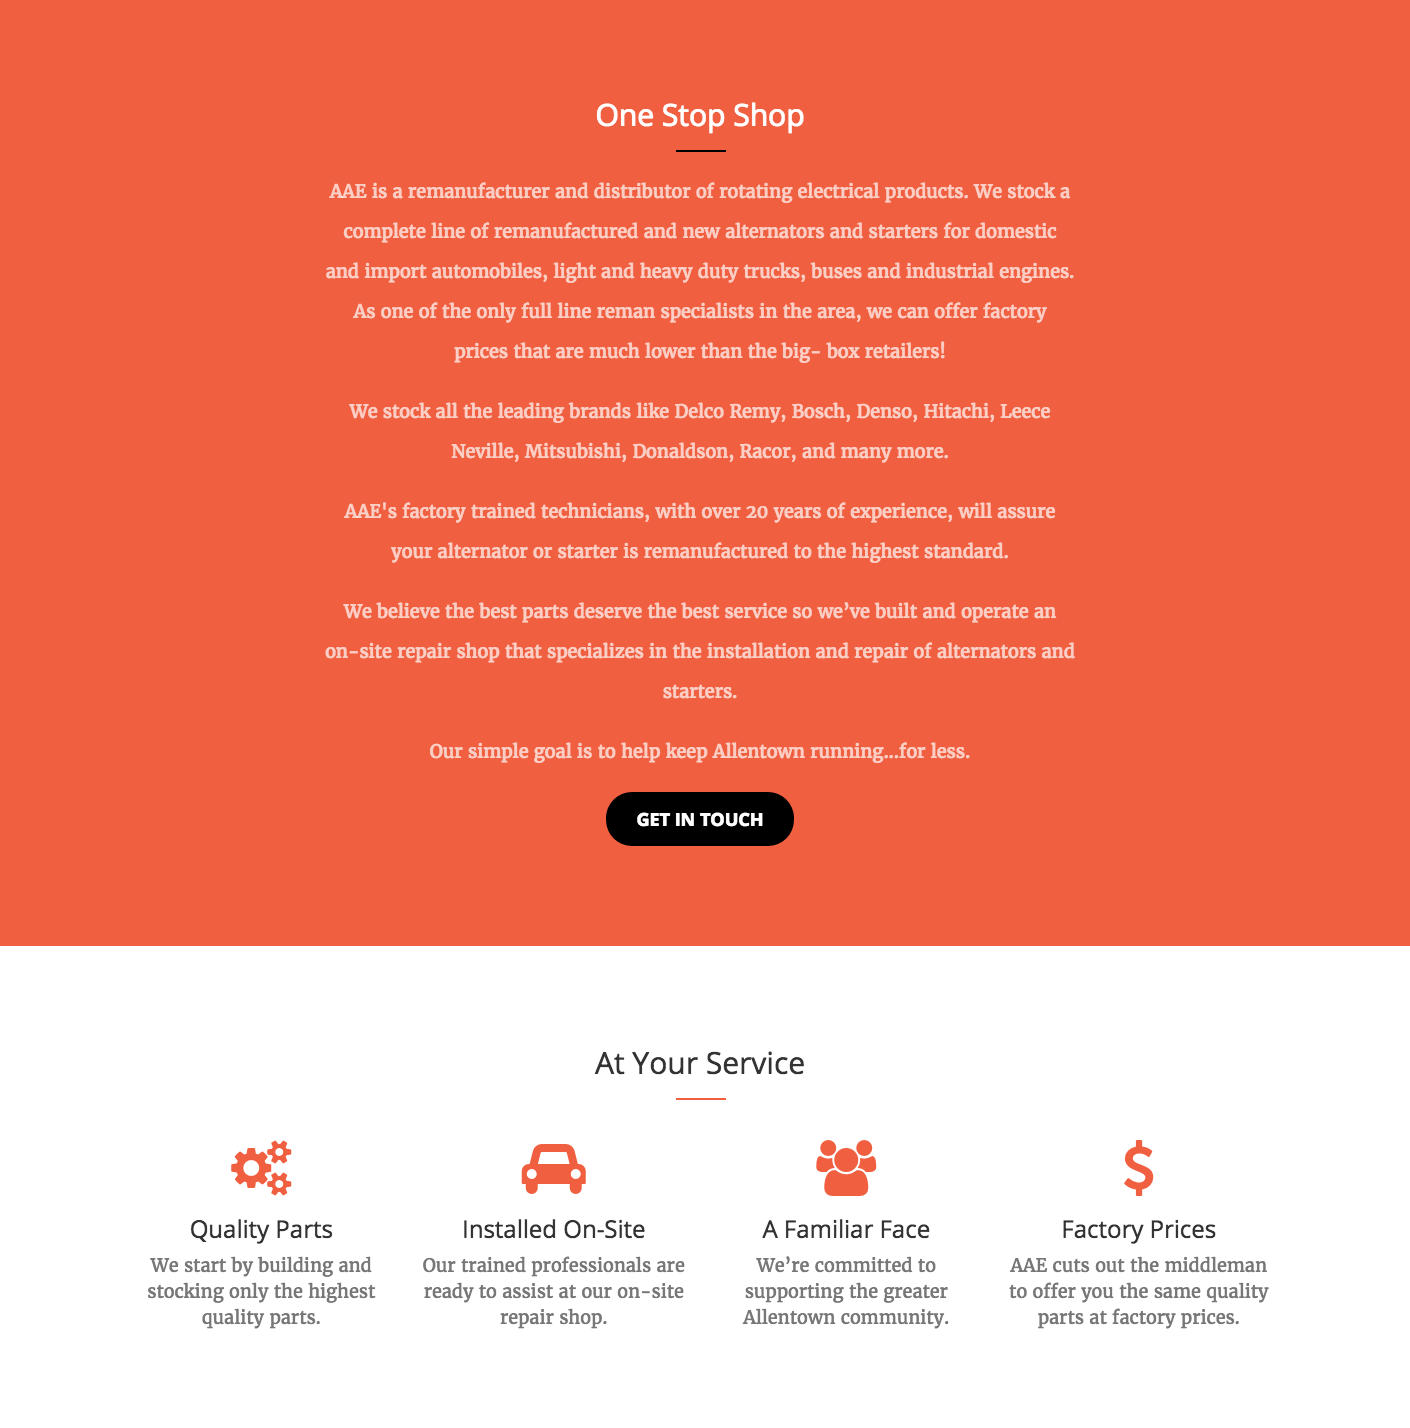 One Stop Shop
AAE is a remanufacturer and distributor of rotating electrical products. We stock a
complete line of remanufactured and new alternators and starters for domestic
and import automobiles, light and heavy duty trucks, buses and industrial engines.
As one of the only full line reman specialists in the area, we can offer factory
prices that are much lower than the big- box retailers!
We stock all the leading brands like Delco Remy, Bosch, Denso, Hitachi, Leece
Neville, Mitsubishi, Donaldson, Racor, and many more.
AAE's factory trained technicians, with over 20 years of experience, will assure
your alternator or starter is remanufactured to the highest standard.
We believe the best parts deserve the best service so we’ve built and operate an
on-site repair shop that specializes in the installation and repair of alternators and
starters.
Our simple goal is to help keep Allentown running...for less.
GET IN TOUCH
At Your Service
Quality Parts
We start by building and
stocking only the highest
quality parts.
Installed On-Site
Our trained professionals are
ready to assist at our on-site
repair shop.
A Familiar Face
We’re committed to
supporting the greater
Allentown community.
Factory Prices
AAE cuts out the middleman
to offer you the same quality
parts at factory prices.